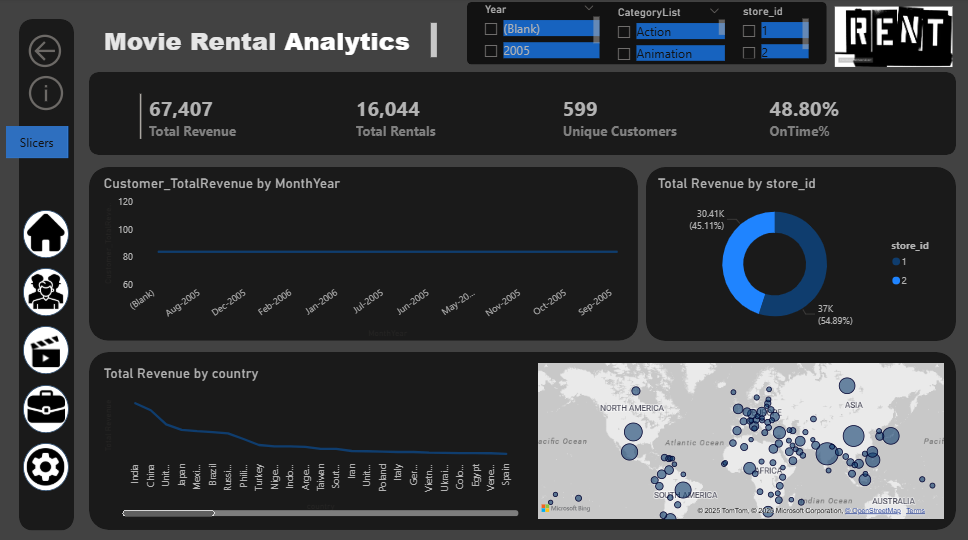 Movie Rental Analytics
Year
(Blank)
2005
CategoryList
Action
Animation
store_id
1
2
RENT
Slicers
67,407
Total Revenue
16,044
Total Rentals
599
Unique Customers
48.80%
OnTime%
Customer_TotalRevenue by MonthYear
120
100
80
60
(Blank)
Aug-2005
Dec-2005
Feb-2006
Jan-2006
Jul-2005
Jun-2005
May-20...
Nov-2005
Oct-2005
Sep-2005
Total Revenue by store_id
30.41K
(45.11%)
37K
(54.89%)
store_id
1
2
Total Revenue by country
India
China
Unit...
Japan
Mexi...
Brazil
Russi...
Phil...
Turkey
Nige...
Indo...
Arge...
Taiwan
Sout...
Iran
Unit...
Poland
Italy
Ger...
Vietn...
Ukrai...
Colo...
Egypt
Vene...
Spain
NORTH AMERICA
ASIA
acific Ocean
Atlantic Ocean
Pacif
AFRICA
SOUTH AMERICA
Indian Ocean
AUSTRALIA
Microsoft Bing
© 2025 TomTom, © 2025 Microsoft Corporation, © OpenStreetMap Terms